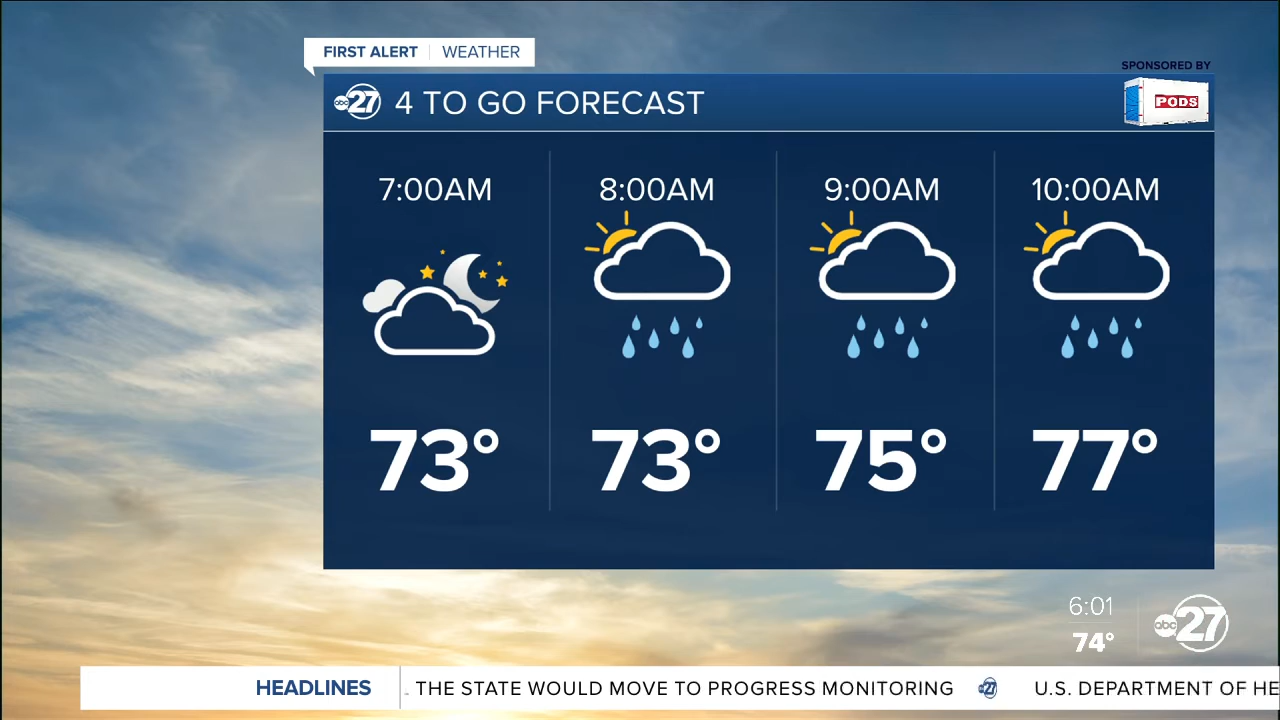 FIRST ALERT WEATHER
SPONSORED BY
abc 27 4 TO GO FORECAST
PODS
7:00AM 8:00AM 9:00AM 10:00AM
73° 73° 75° 77°
6:01
74°
abc 27
HEADLINES THE STATE WOULD MOVE TO PROGRESS MONITORING 27 U.S. DEPARTMENT OF HE